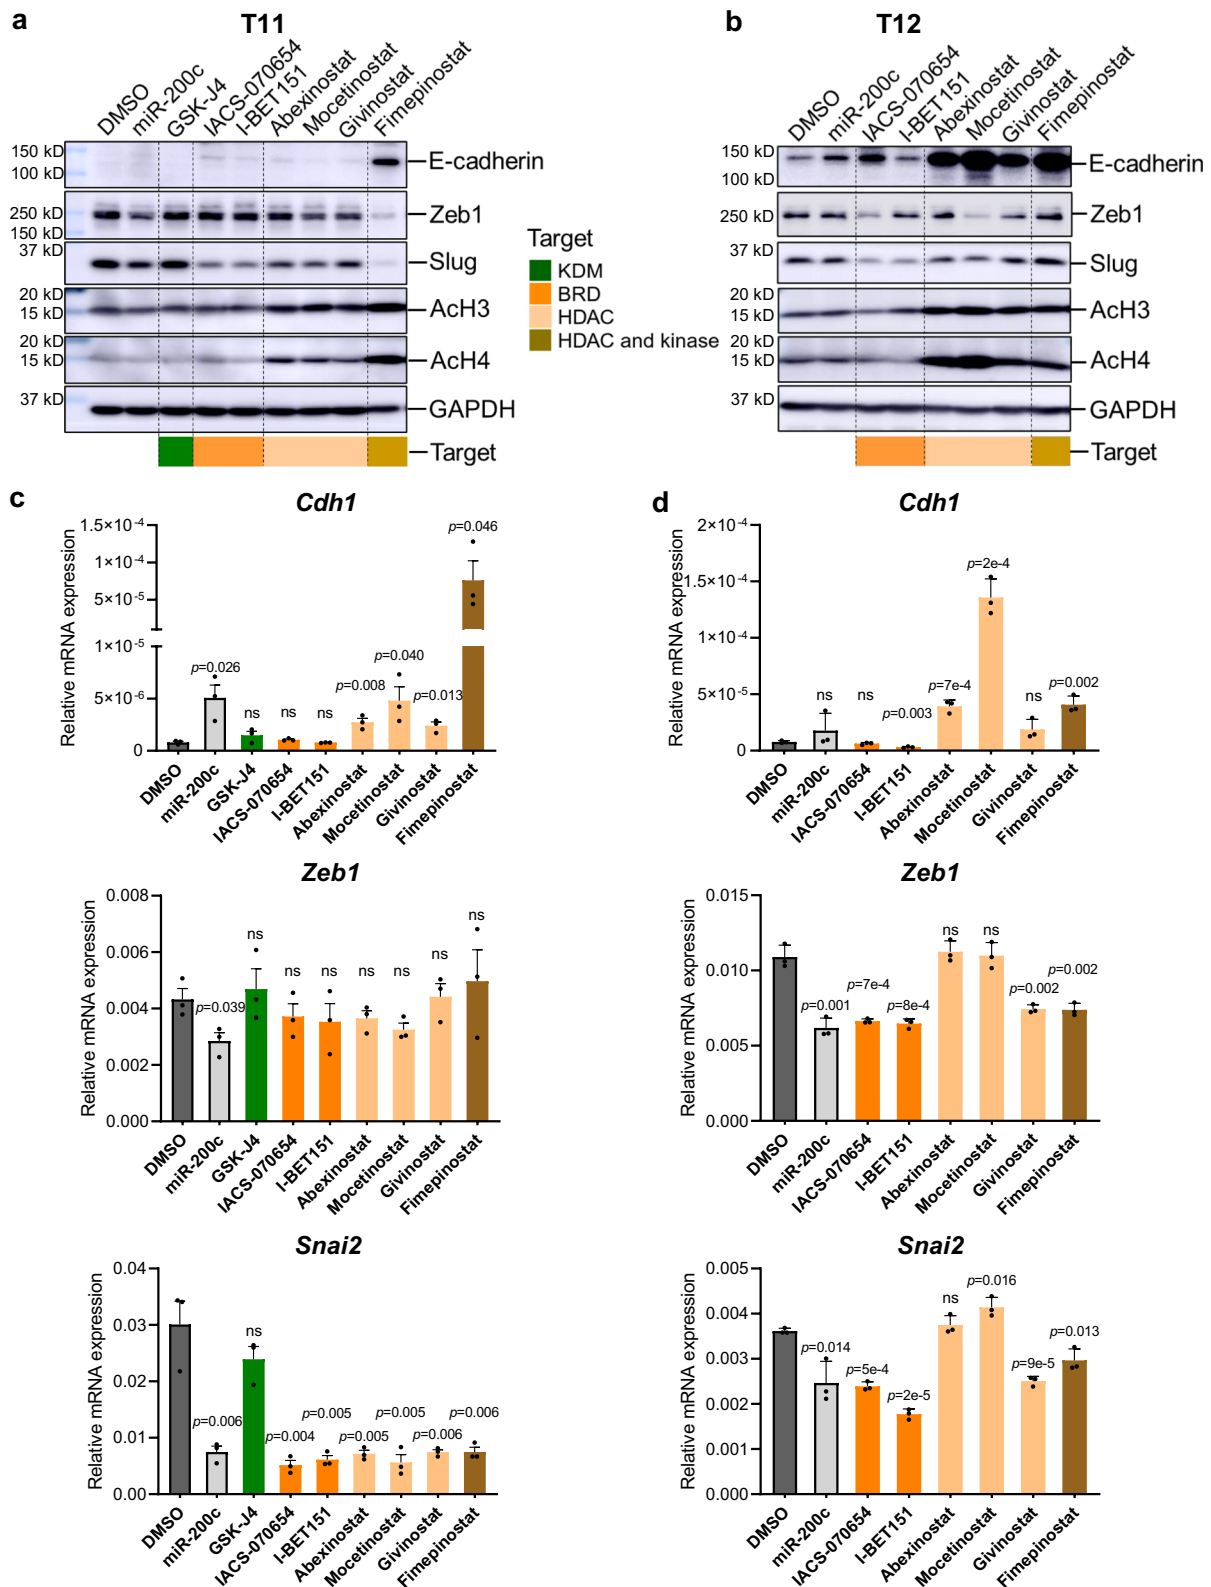 a
T11
DMSO
miR-200c
GSK-J4
IACS-070654
I-BET151
Abexinostat
Mocetinostat
Givinostat
Fimepinostat
150 kD
100 kD
E-cadherin
250 kD
150 kD
Zeb1
37 kD
Slug
20 kD
15 kD
AcH3
20 kD
15 kD
AcH4
37 kD
GAPDH
Target
Target
KDM
BRD
HDAC
HDAC and kinase
b
T12
DMSO
miR-200c
IACS-070654
I-BET151
Abexinostat
Mocetinostat
Givinostat
Fimepinostat
150 kD
100 kD
E-cadherin
250 kD
Zeb1
37 kD
Slug
20 kD
15 kD
AcH3
20 kD
15 kD
AcH4
37 kD
GAPDH
Target
c
Cdh1
Relative mRNA expression
1.5×10⁻⁴
1×10⁻⁴
5×10⁻⁵
1×10⁻⁵
5×10⁻⁶
0
p=0.026
ns
ns
ns
p=0.008
p=0.040
p=0.013
p=0.046
DMSO
miR-200c
GSK-J4
IACS-070654
I-BET151
Abexinostat
Mocetinostat
Givinostat
Fimepinostat
Zeb1
Relative mRNA expression
0.008
0.006
0.004
0.002
0.000
p=0.039
ns
ns
ns
ns
ns
ns
ns
DMSO
miR-200c
GSK-J4
IACS-070654
I-BET151
Abexinostat
Mocetinostat
Givinostat
Fimepinostat
Snai2
Relative mRNA expression
0.04
0.03
0.02
0.01
0.00
p=0.006
ns
p=0.004
p=0.005
p=0.005
p=0.005
p=0.006
p=0.006
DMSO
miR-200c
GSK-J4
IACS-070654
I-BET151
Abexinostat
Mocetinostat
Givinostat
Fimepinostat
d
Cdh1
Relative mRNA expression
2×10⁻⁴
1.5×10⁻⁴
1×10⁻⁴
5×10⁻⁵
0
ns
ns
p=0.003
p=7e-4
p=2e-4
ns
p=0.002
DMSO
miR-200c
IACS-070654
I-BET151
Abexinostat
Mocetinostat
Givinostat
Fimepinostat
Zeb1
Relative mRNA expression
0.015
0.010
0.005
0.000
p=0.001
p=7e-4
p=8e-4
ns
ns
p=0.002
p=0.002
DMSO
miR-200c
IACS-070654
I-BET151
Abexinostat
Mocetinostat
Givinostat
Fimepinostat
Snai2
Relative mRNA expression
0.005
0.004
0.003
0.002
0.001
0.000
p=0.014
p=5e-4
p=2e-5
ns
p=0.016
p=9e-5
p=0.013
DMSO
miR-200c
IACS-070654
I-BET151
Abexinostat
Mocetinostat
Givinostat
Fimepinostat